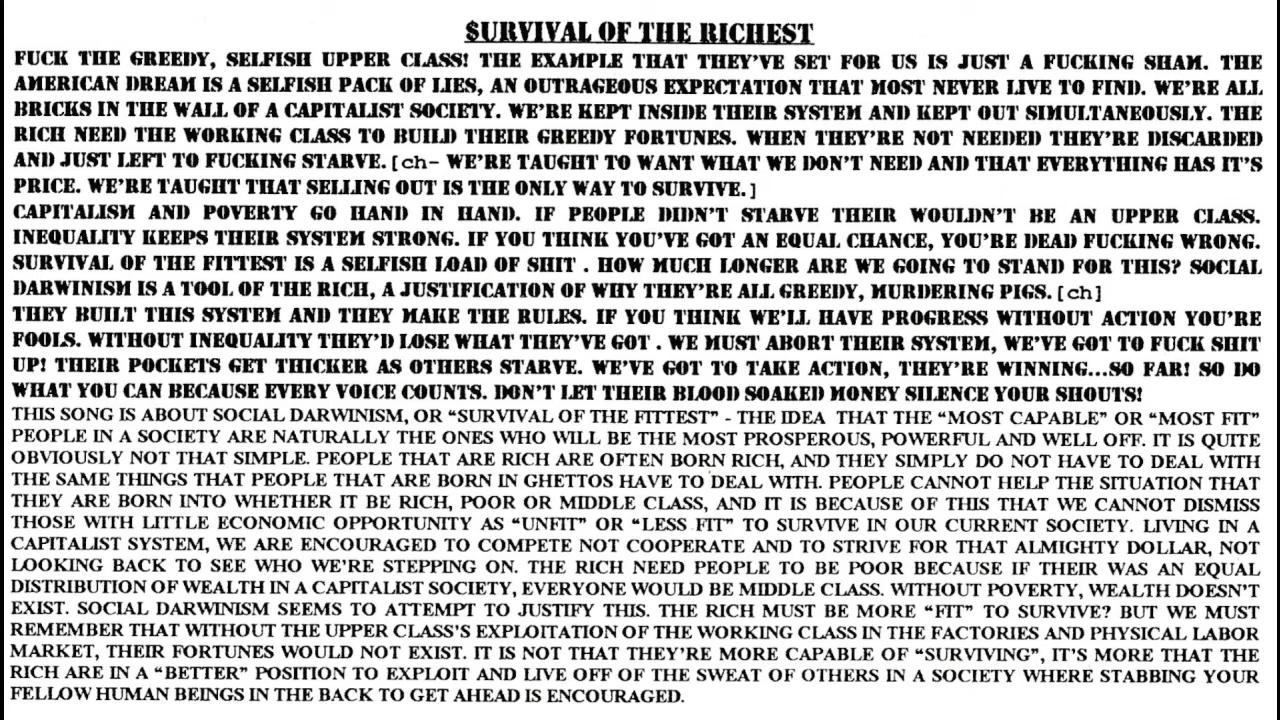 $URVIVAL OF THE RICHEST
FUCK THE GREEDY, SELFISH UPPER CLASS! THE EXAMPLE THAT THEY'VE SET FOR US IS JUST A FUCKING SHAM. THE
AMERICAN DREAM IS A SELFISH PACK OF LIES, AN OUTRAGEOUS EXPECTATION THAT MOST NEVER LIVE TO FIND. WE'RE ALL
BRICKS IN THE WALL OF A CAPITALIST SOCIETY. WE'RE KEPT INSIDE THEIR SYSTEM AND KEPT OUT SIMULTANEOUSLY. THE
RICH NEED THE WORKING CLASS TO BUILD THEIR GREEDY FORTUNES. WHEN THEY'RE NOT NEEDED THEY'RE DISCARDED
AND JUST LEFT TO FUCKING STARVE.[ch- WE'RE TAUGHT TO WANT WHAT WE DON'T NEED AND THAT EVERYTHING HAS IT'S
PRICE. WE'RE TAUGHT THAT SELLING OUT IS THE ONLY WAY TO SURVIVE.]
CAPITALISM AND POVERTY GO HAND IN HAND. IF PEOPLE DIDN'T STARVE THEIR WOULDN'T BE AN UPPER CLASS.
INEQUALITY KEEPS THEIR SYSTEM STRONG. IF YOU THINK YOU'VE GOT AN EQUAL CHANCE, YOU'RE DEAD FUCKING WRONG.
SURVIVAL OF THE FITTEST IS A SELFISH LOAD OF SHIT . HOW MUCH LONGER ARE WE GOING TO STAND FOR THIS? SOCIAL
DARWINISM IS A TOOL OF THE RICH, A JUSTIFICATION OF WHY THEY'RE ALL GREEDY, MURDERING PIGS.[ch]
THEY BUILT THIS SYSTEM AND THEY MAKE THE RULES. IF YOU THINK WE'LL HAVE PROGRESS WITHOUT ACTION YOU'RE
FOOLS. WITHOUT INEQUALITY THEY'D LOSE WHAT THEY'VE GOT . WE MUST ABORT THEIR SYSTEM, WE'VE GOT TO FUCK SHIT
UP! THEIR POCKETS GET THICKER AS OTHERS STARVE. WE'VE GOT TO TAKE ACTION, THEY'RE WINNING...SO FAR! SO DO
WHAT YOU CAN BECAUSE EVERY VOICE COUNTS. DON'T LET THEIR BLOOD SOAKED MONEY SILENCE YOUR SHOUTS!
THIS SONG IS ABOUT SOCIAL DARWINISM, OR “SURVIVAL OF THE FITTEST” - THE IDEA THAT THE “MOST CAPABLE” OR “MOST FIT”
PEOPLE IN A SOCIETY ARE NATURALLY THE ONES WHO WILL BE THE MOST PROSPEROUS, POWERFUL AND WELL OFF. IT IS QUITE
OBVIOUSLY NOT THAT SIMPLE. PEOPLE THAT ARE RICH ARE OFTEN BORN RICH, AND THEY SIMPLY DO NOT HAVE TO DEAL WITH
THE SAME THINGS THAT PEOPLE THAT ARE BORN IN GHETTOS HAVE TO DEAL WITH. PEOPLE CANNOT HELP THE SITUATION THAT
THEY ARE BORN INTO WHETHER IT BE RICH, POOR OR MIDDLE CLASS, AND IT IS BECAUSE OF THIS THAT WE CANNOT DISMISS
THOSE WITH LITTLE ECONOMIC OPPORTUNITY AS “UNFIT” OR “LESS FIT” TO SURVIVE IN OUR CURRENT SOCIETY. LIVING IN A
CAPITALIST SYSTEM, WE ARE ENCOURAGED TO COMPETE NOT COOPERATE AND TO STRIVE FOR THAT ALMIGHTY DOLLAR, NOT
LOOKING BACK TO SEE WHO WE'RE STEPPING ON. THE RICH NEED PEOPLE TO BE POOR BECAUSE IF THEIR WAS AN EQUAL
DISTRIBUTION OF WEALTH IN A CAPITALIST SOCIETY, EVERYONE WOULD BE MIDDLE CLASS. WITHOUT POVERTY, WEALTH DOESN'T
EXIST. SOCIAL DARWINISM SEEMS TO ATTEMPT TO JUSTIFY THIS. THE RICH MUST BE MORE “FIT” TO SURVIVE? BUT WE MUST
REMEMBER THAT WITHOUT THE UPPER CLASS'S EXPLOITATION OF THE WORKING CLASS IN THE FACTORIES AND PHYSICAL LABOR
MARKET, THEIR FORTUNES WOULD NOT EXIST. IT IS NOT THAT THEY'RE MORE CAPABLE OF “SURVIVING”, IT'S MORE THAT THE
RICH ARE IN A “BETTER” POSITION TO EXPLOIT AND LIVE OFF OF THE SWEAT OF OTHERS IN A SOCIETY WHERE STABBING YOUR
FELLOW HUMAN BEINGS IN THE BACK TO GET AHEAD IS ENCOURAGED.